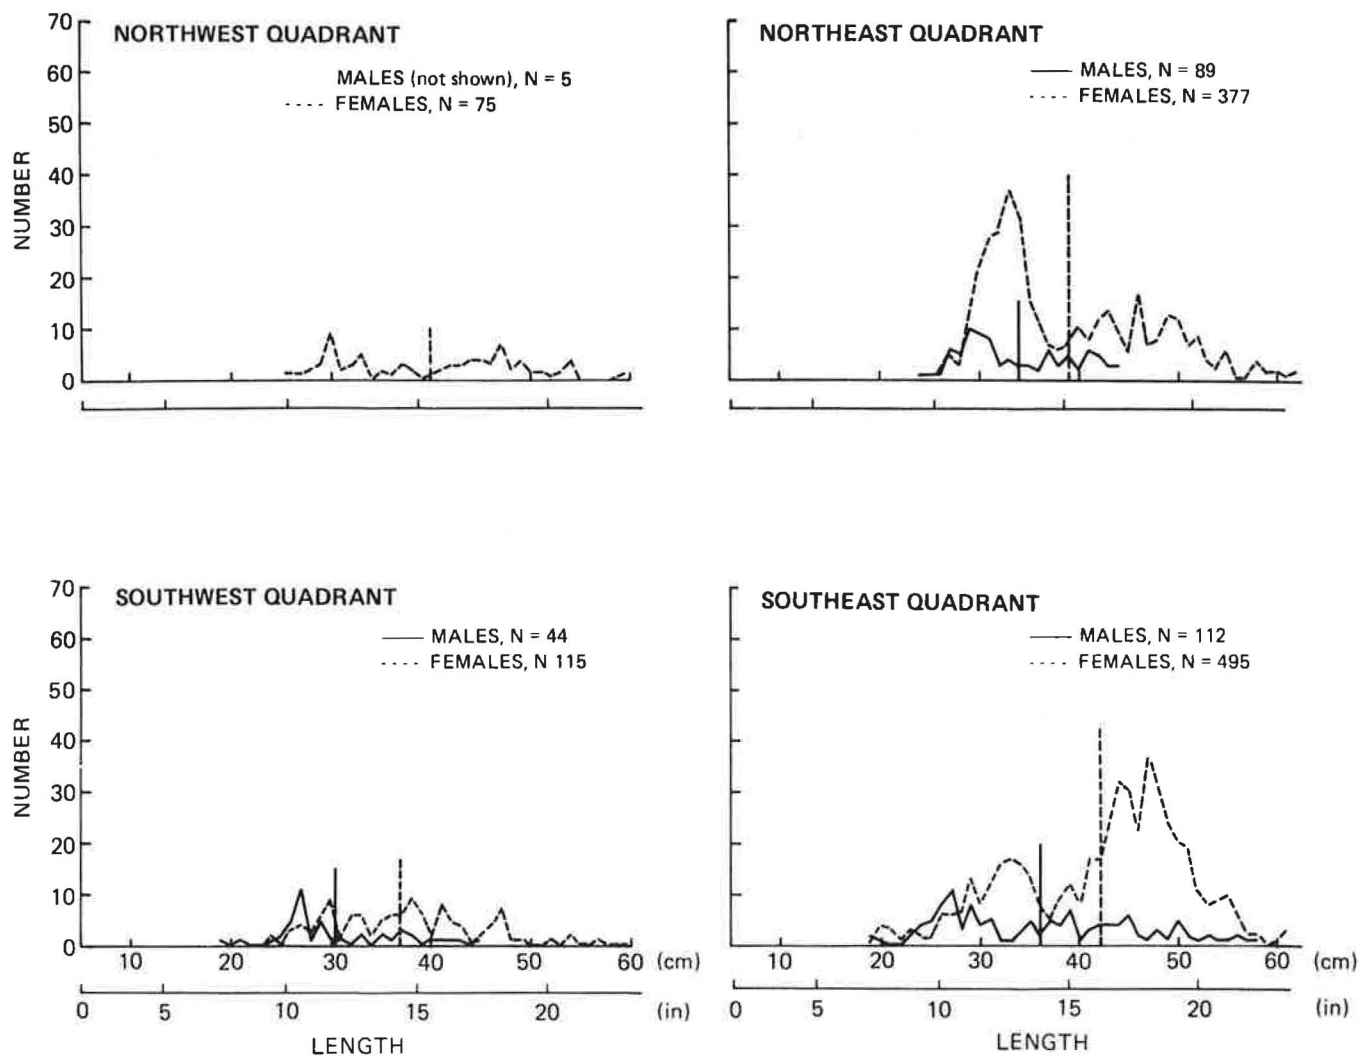 NORTHWEST QUADRANT
MALES (not shown), N = 5
FEMALES, N = 75
NUMBER
70
60
50
40
30
20
10
0
NORTHEAST QUADRANT
MALES, N = 89
FEMALES, N = 377
SOUTHWEST QUADRANT
MALES, N = 44
FEMALES, N 115
NUMBER
70
60
50
40
30
20
10
0
10 20 30 40 50 60 (cm)
0 5 10 15 20 (in)
LENGTH
SOUTHEAST QUADRANT
MALES, N = 112
FEMALES, N = 495
10 20 30 40 50 60 (cm)
0 5 10 15 20 (in)
LENGTH